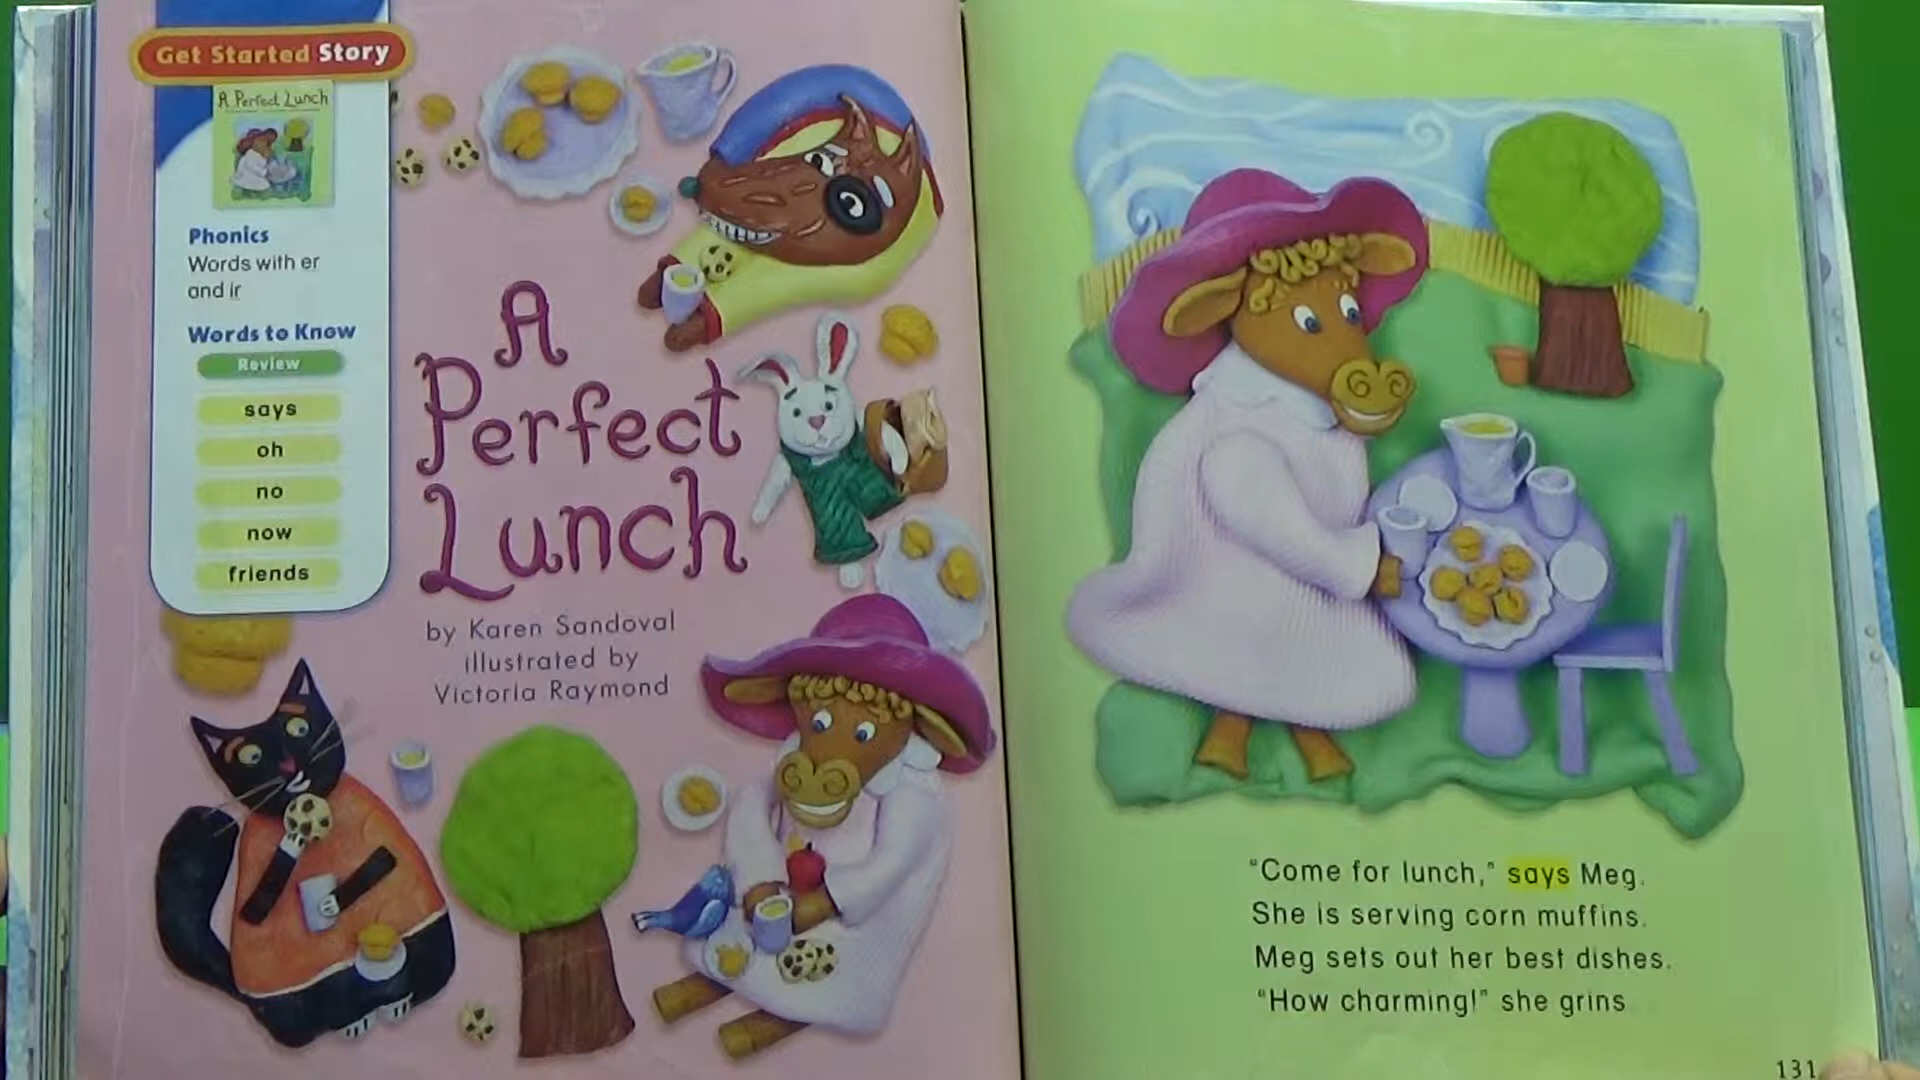 Get Started Story
A Perfect Lunch
Phonics
Words with er
and ir
Words to Know
Review
says
oh
no
now
friends
A
Perfect
Lunch
by Karen Sandoval
illustrated by
Victoria Raymond
“Come for lunch,” says Meg.
She is serving corn muffins.
Meg sets out her best dishes.
“How charming!” she grins
131